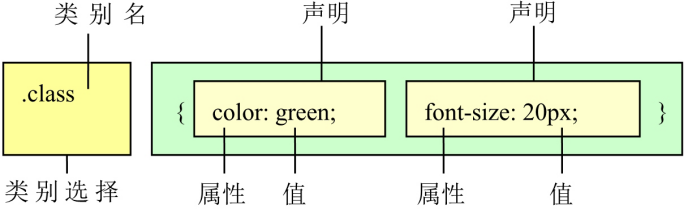 类别名
声明
声明
.class
{
color: green;
font-size: 20px;
}
类别选择
属性
值
属性
值